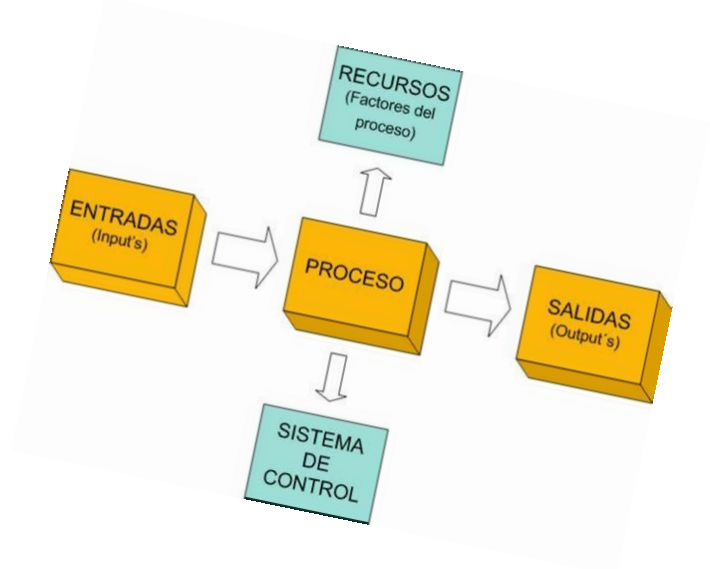 RECURSOS
(Factores del
proceso)
ENTRADAS
(Input´s)
PROCESO
SALIDAS
(Output´s)
SISTEMA
DE
CONTROL